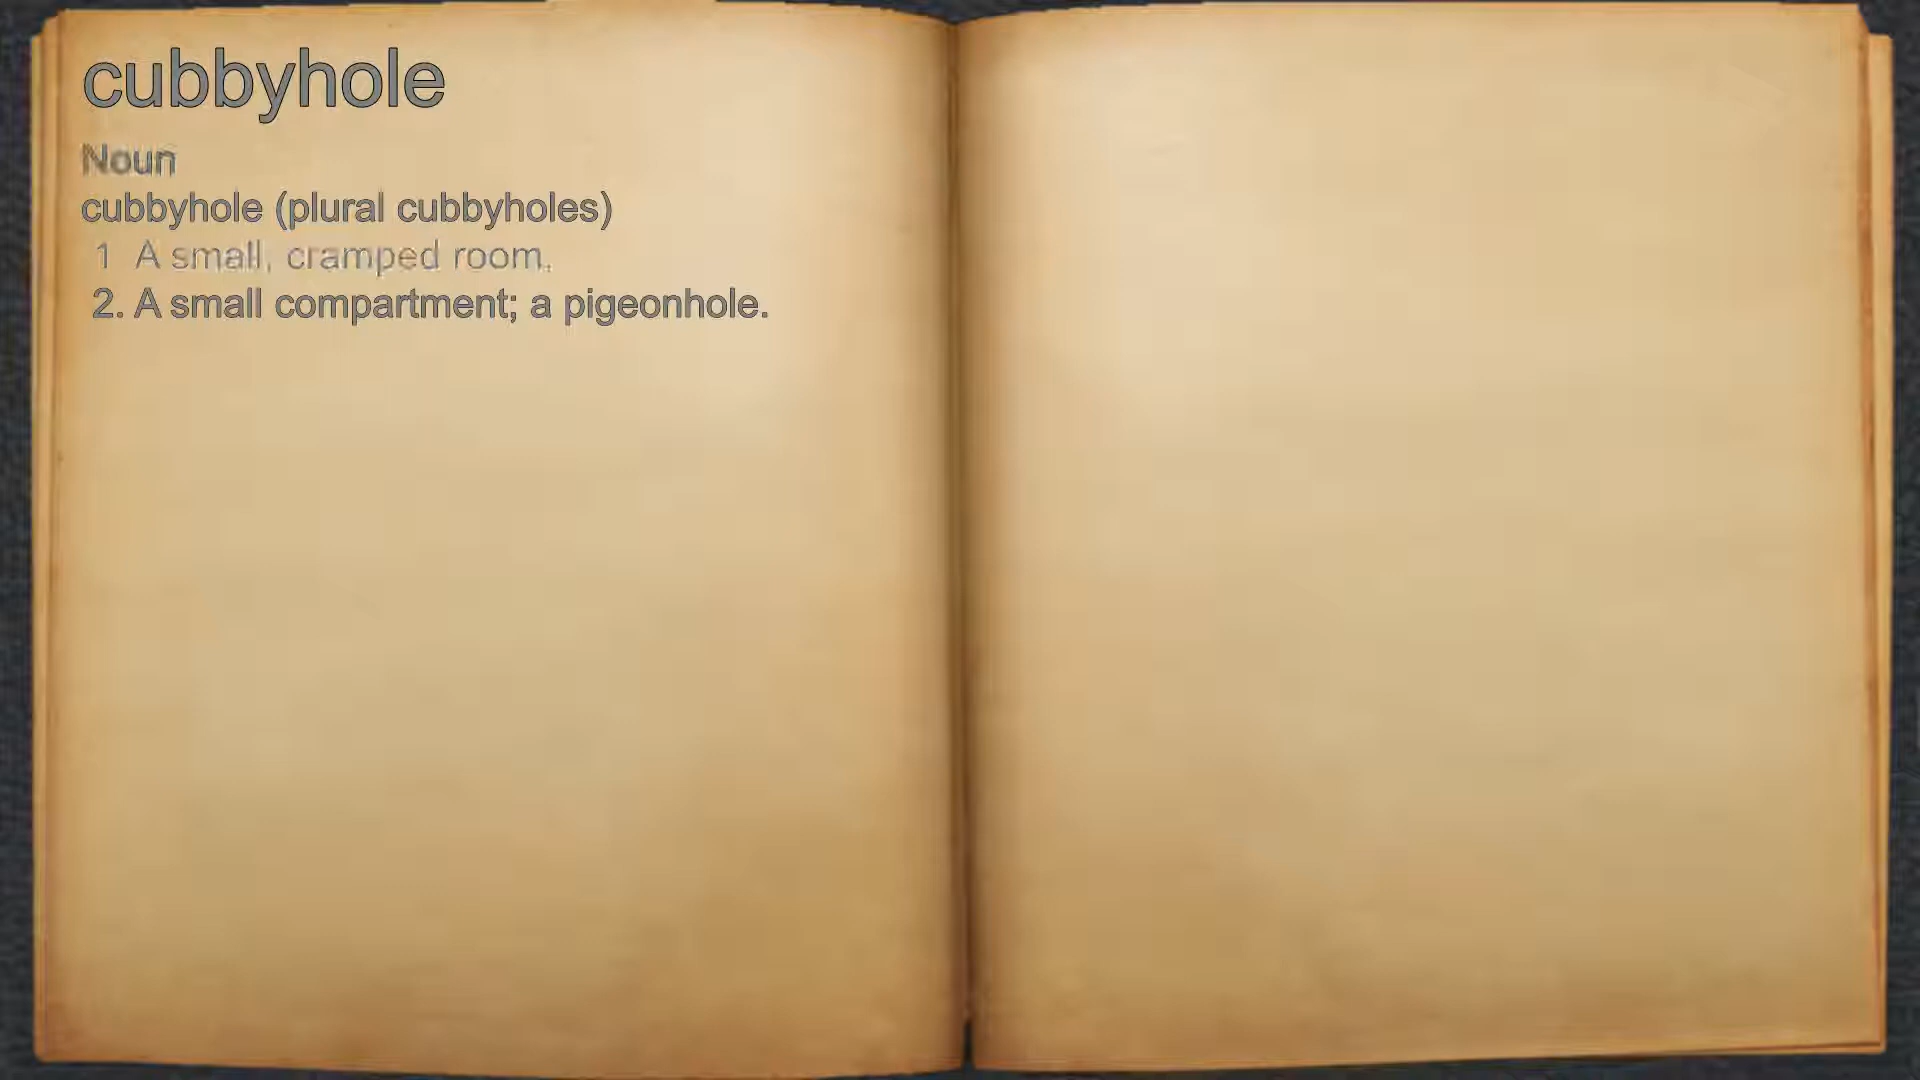 cubbyhole
Noun
cubbyhole (plural cubbyholes)
1 A small, cramped room.
2. A small compartment; a pigeonhole.